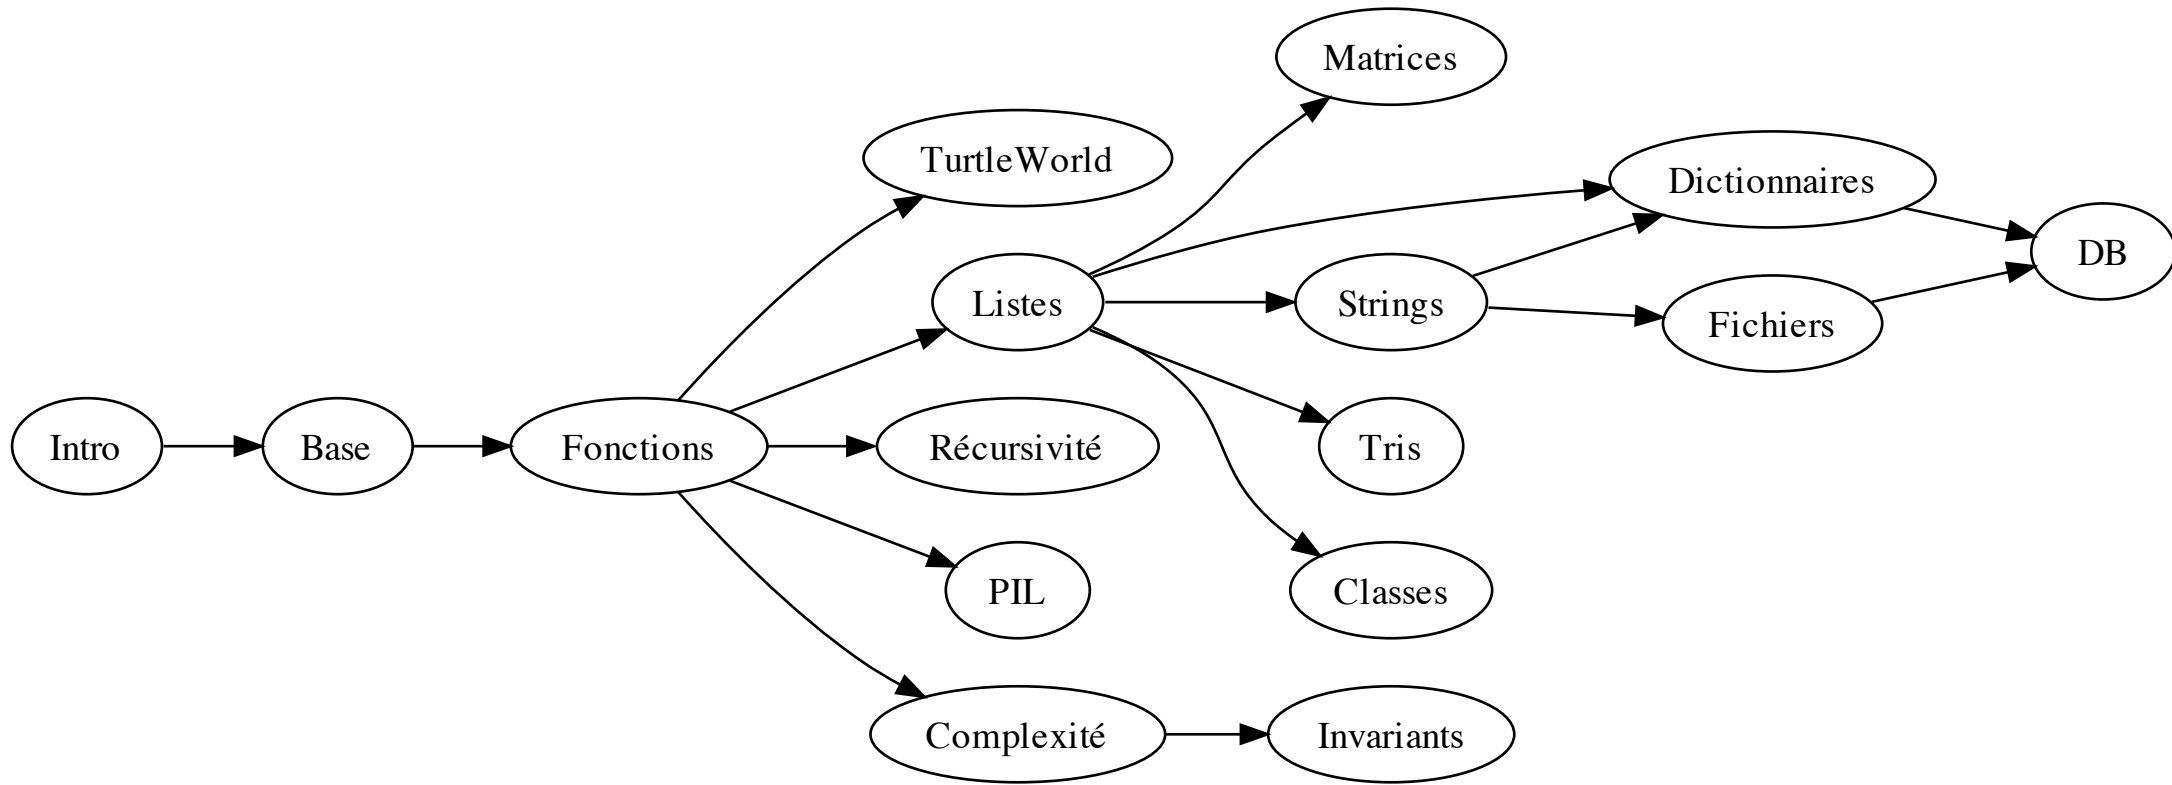 Matrices
TurtleWorld
Dictionnaires
DB
Listes
Strings
Fichiers
Intro
Base
Fonctions
Récursivité
Tris
PIL
Classes
Complexité
Invariants